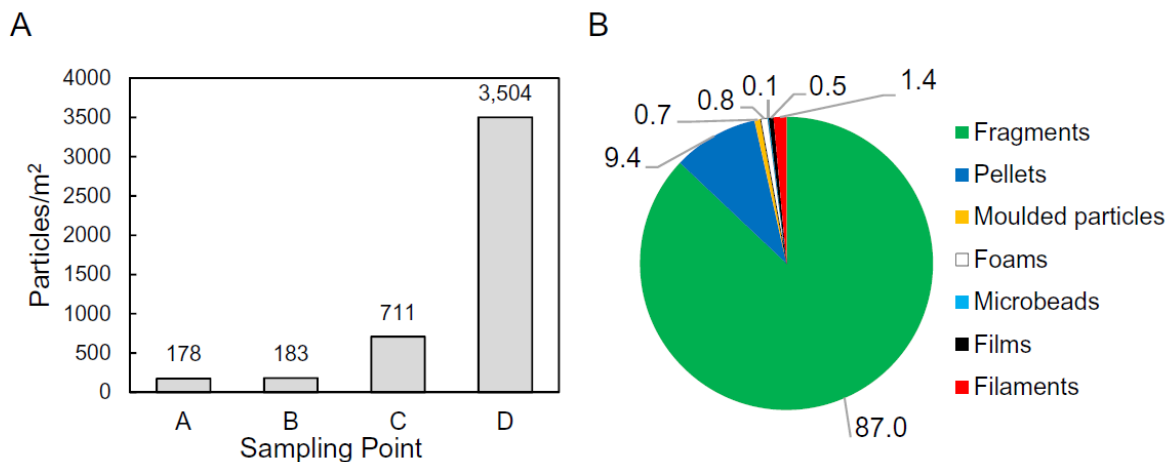 A
Particles/m²
4000
3500
3000
2500
2000
1500
1000
500
0
178
183
711
3,504
A B C D
Sampling Point
B
0.7
0.8
0.1
0.5
1.4
9.4
87.0
Fragments
Pellets
Moulded particles
Foams
Microbeads
Films
Filaments